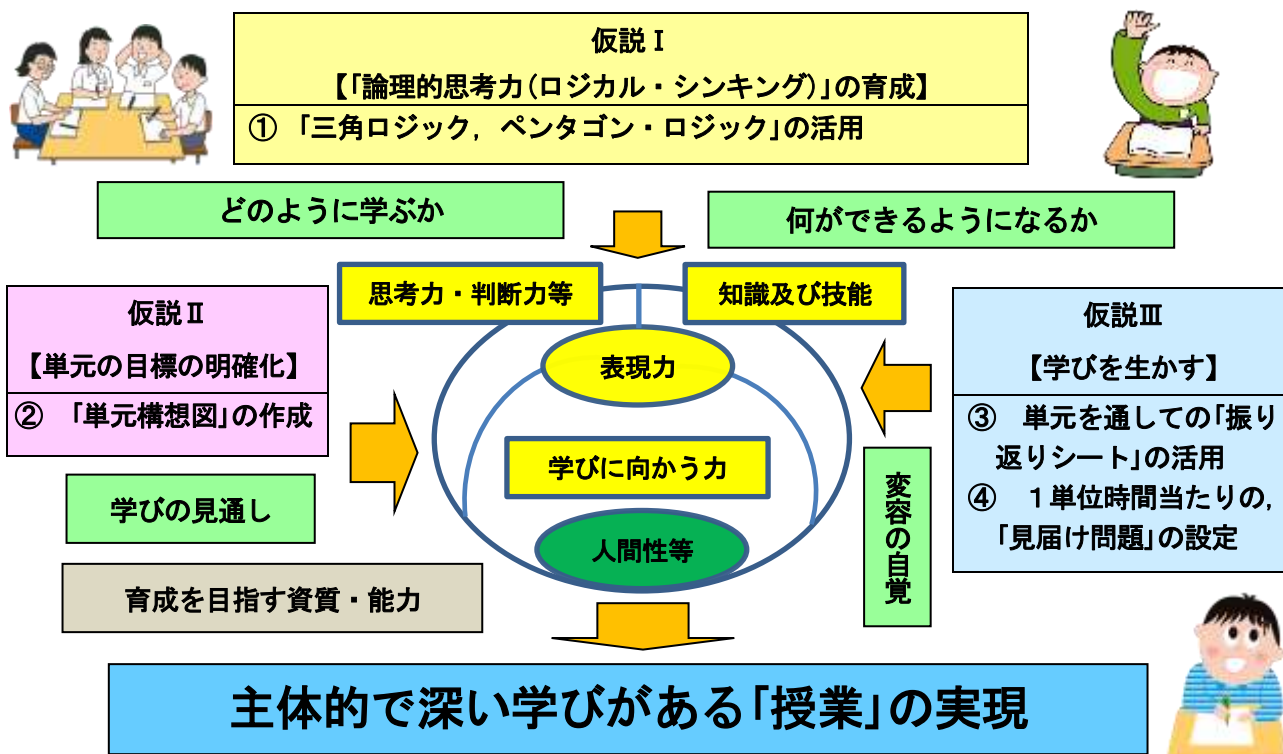 仮説Ⅰ
【「論理的思考力(ロジカル・シンキング)」の育成】
① 「三角ロジック，ペンタゴン・ロジック」の活用
どのように学ぶか
何ができるようになるか
思考力・判断力等
知識及び技能
仮説Ⅱ
【単元の目標の明確化】
② 「単元構想図」の作成
表現力
仮説Ⅲ
【学びを生かす】
③ 単元を通しての「振り
返りシート」の活用
④ １単位時間当たりの，
「見届け問題」の設定
学びに向かう力
学びの見通し
人間性等
変容の自覚
育成を目指す資質・能力
主体的で深い学びがある「授業」の実現